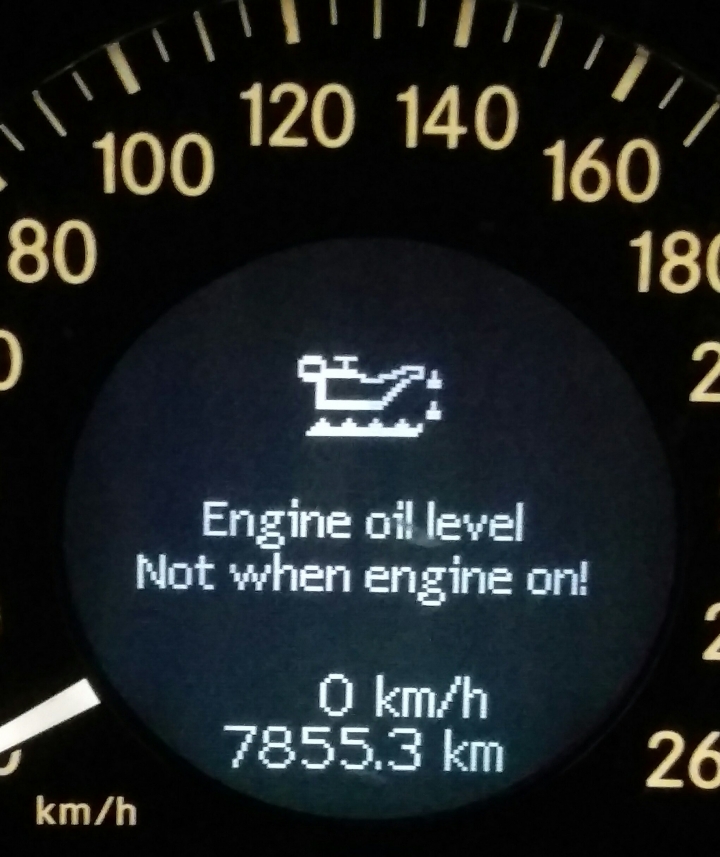 120 140
100 160
80 180
Engine oil level
Not when engine on!
0 km/h
7855.3 km
km/h